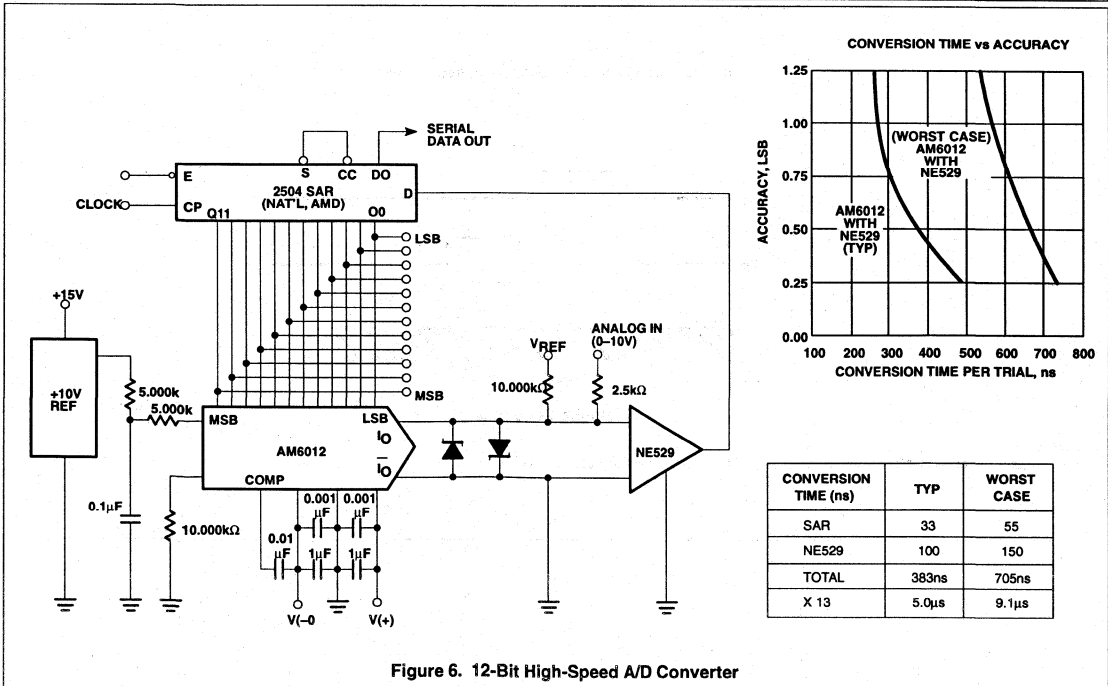 CONVERSION TIME vs ACCURACY
1.25
1.00
0.75
0.50
0.25
0.00
ACCURACY, LSB
(WORST CASE)
AM6012
WITH
NE529
AM6012
WITH
NE529
(TYP)
100 200 300 400 500 600 700 800
CONVERSION TIME PER TRIAL, ns
SERIAL
DATA OUT
S CC DO
E
2504 SAR
(NAT'L, AMD)
D
CLOCK
CP
Q11
O0
LSB
MSB
+15V
+10V
REF
5.000k
5.000k
0.1µF
10.000kΩ
MSB
LSB
IO
AM6012
IO
COMP
0.001
µF
0.001
µF
0.01
µF
1µF
1µF
V(–0
V(+)
VREF
10.000kΩ
ANALOG IN
(0–10V)
2.5kΩ
NE529
CONVERSION
TIME (ns)
TYP
WORST
CASE
SAR 33 55
NE529 100 150
TOTAL 383ns 705ns
X 13 5.0µs 9.1µs
Figure 6. 12-Bit High-Speed A/D Converter